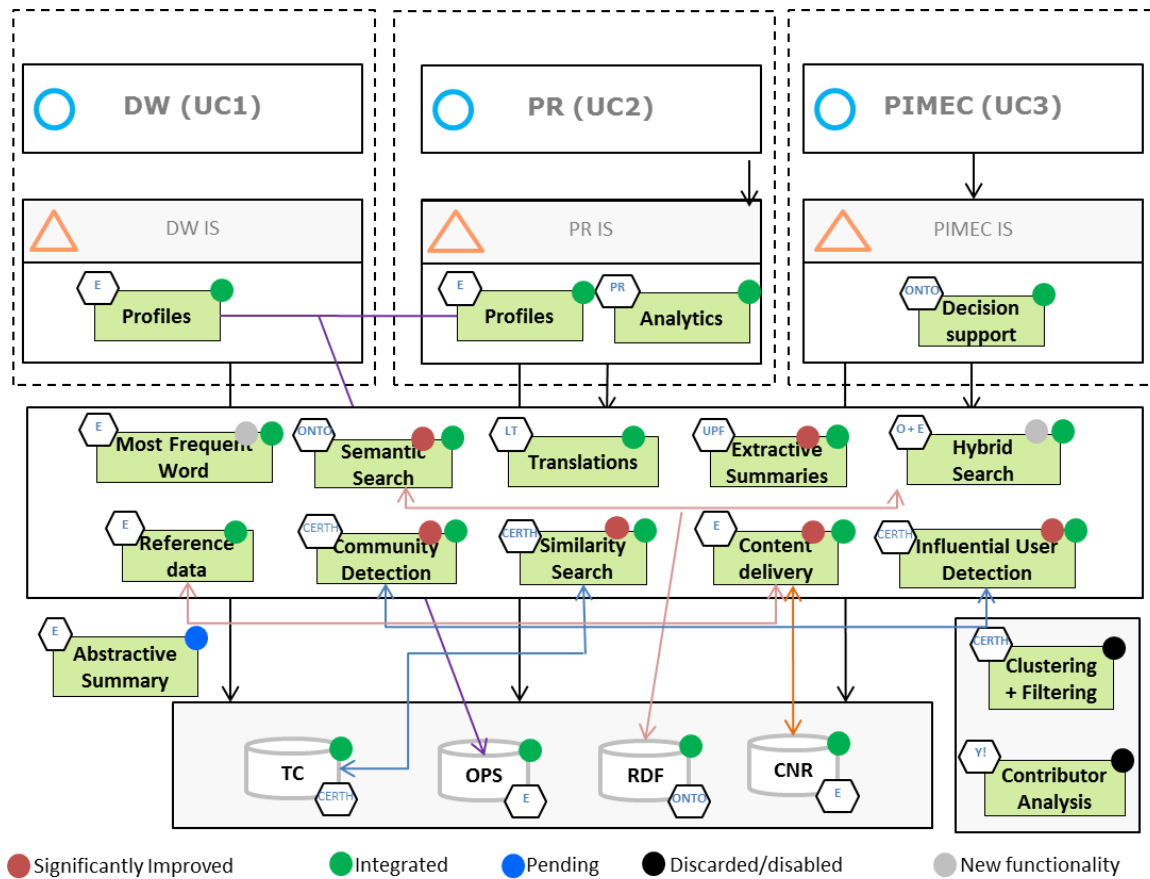 DW (UC1)
PR (UC2)
PIMEC (UC3)
DW IS
PR IS
PIMEC IS
E
Profiles
E
Profiles
PR
Analytics
ONTO
Decision
support
E
Most Frequent
Word
ONTO
Semantic
Search
LT
Translations
UPF
Extractive
Summaries
O + E
Hybrid
Search
E
Reference
data
CERTH
Community
Detection
CERTH
Similarity
Search
E
Content
delivery
CERTH
Influential User
Detection
E
Abstractive
Summary
CERTH
Clustering
+ Filtering
Y!
Contributor
Analysis
TC
CERTH
OPS
E
RDF
ONTO
CNR
E
Significantly Improved
Integrated
Pending
Discarded/disabled
New functionality